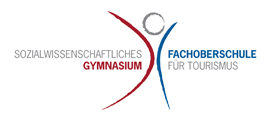 SOZIALWISSENSCHAFTLICHES
GYMNASIUM
FACHOBERSCHULE
FÜR TOURISMUS